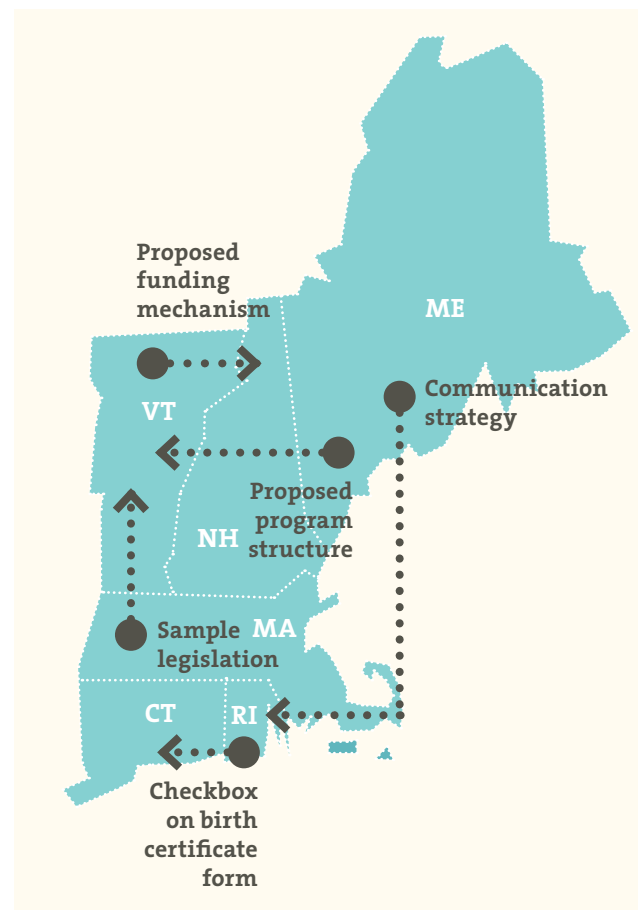 Proposed
funding
mechanism
ME
Communication
strategy
VT
Proposed
program
structure
NH
Sample
legislation
MA
CT
RI
Checkbox
on birth
certificate
form